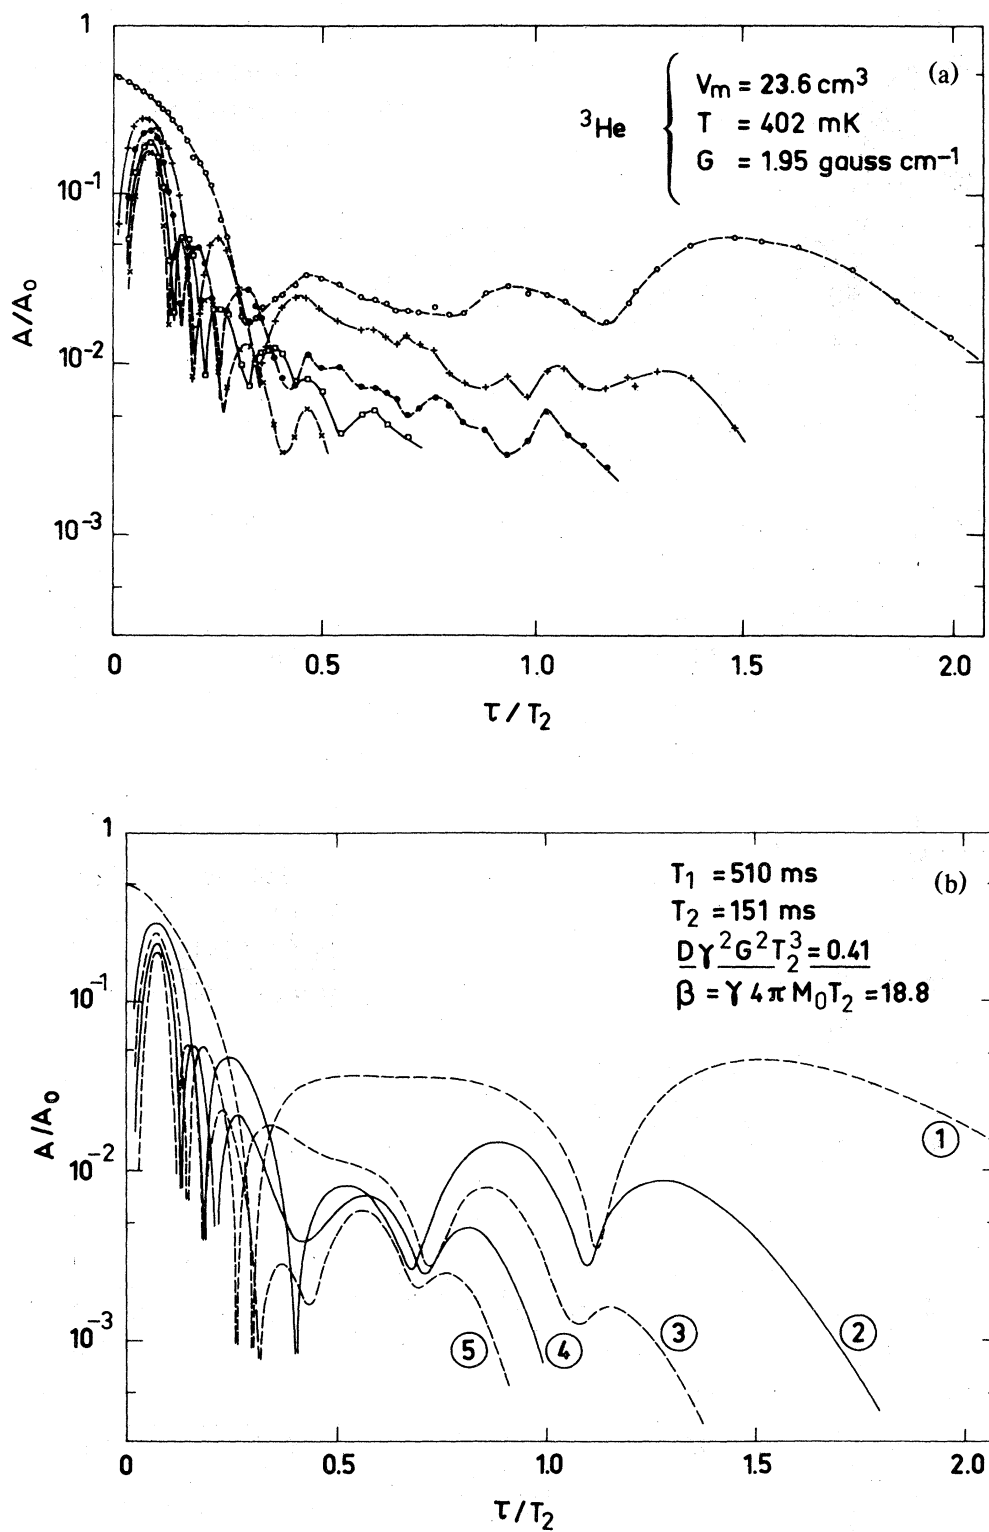 1
(a)
³He
Vm = 23.6 cm³
T = 402 mK
G = 1.95 gauss cm⁻¹
10⁻¹
A/A₀
10⁻²
10⁻³
0 0.5 1.0 1.5 2.0
τ/T₂
1
(b)
T₁ = 510 ms
T₂ = 151 ms
Dγ²G²T₂³ = 0.41
β = γ4πM₀T₂ = 18.8
10⁻¹
A/A₀
①
10⁻²
10⁻³
⑤ ④ ③ ②
0 0.5 1.0 1.5 2.0
τ/T₂